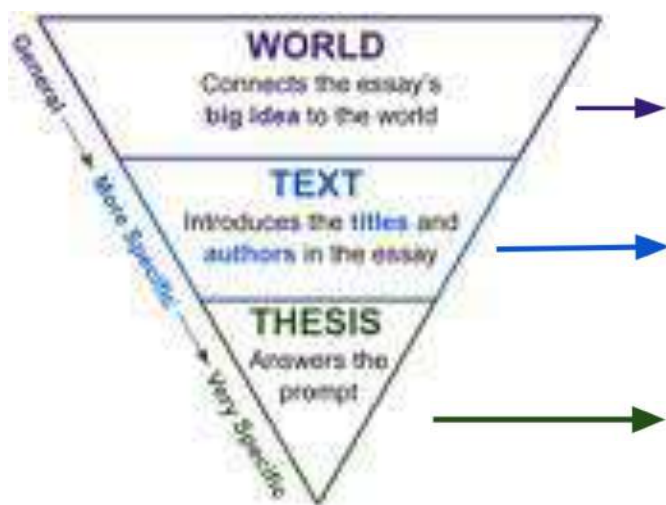 WORLD
Connects the essay's
big idea to the world
TEXT
Introduces the titles and
authors in the essay
THESIS
Answers the
prompt
General
More Specific
Very Specific